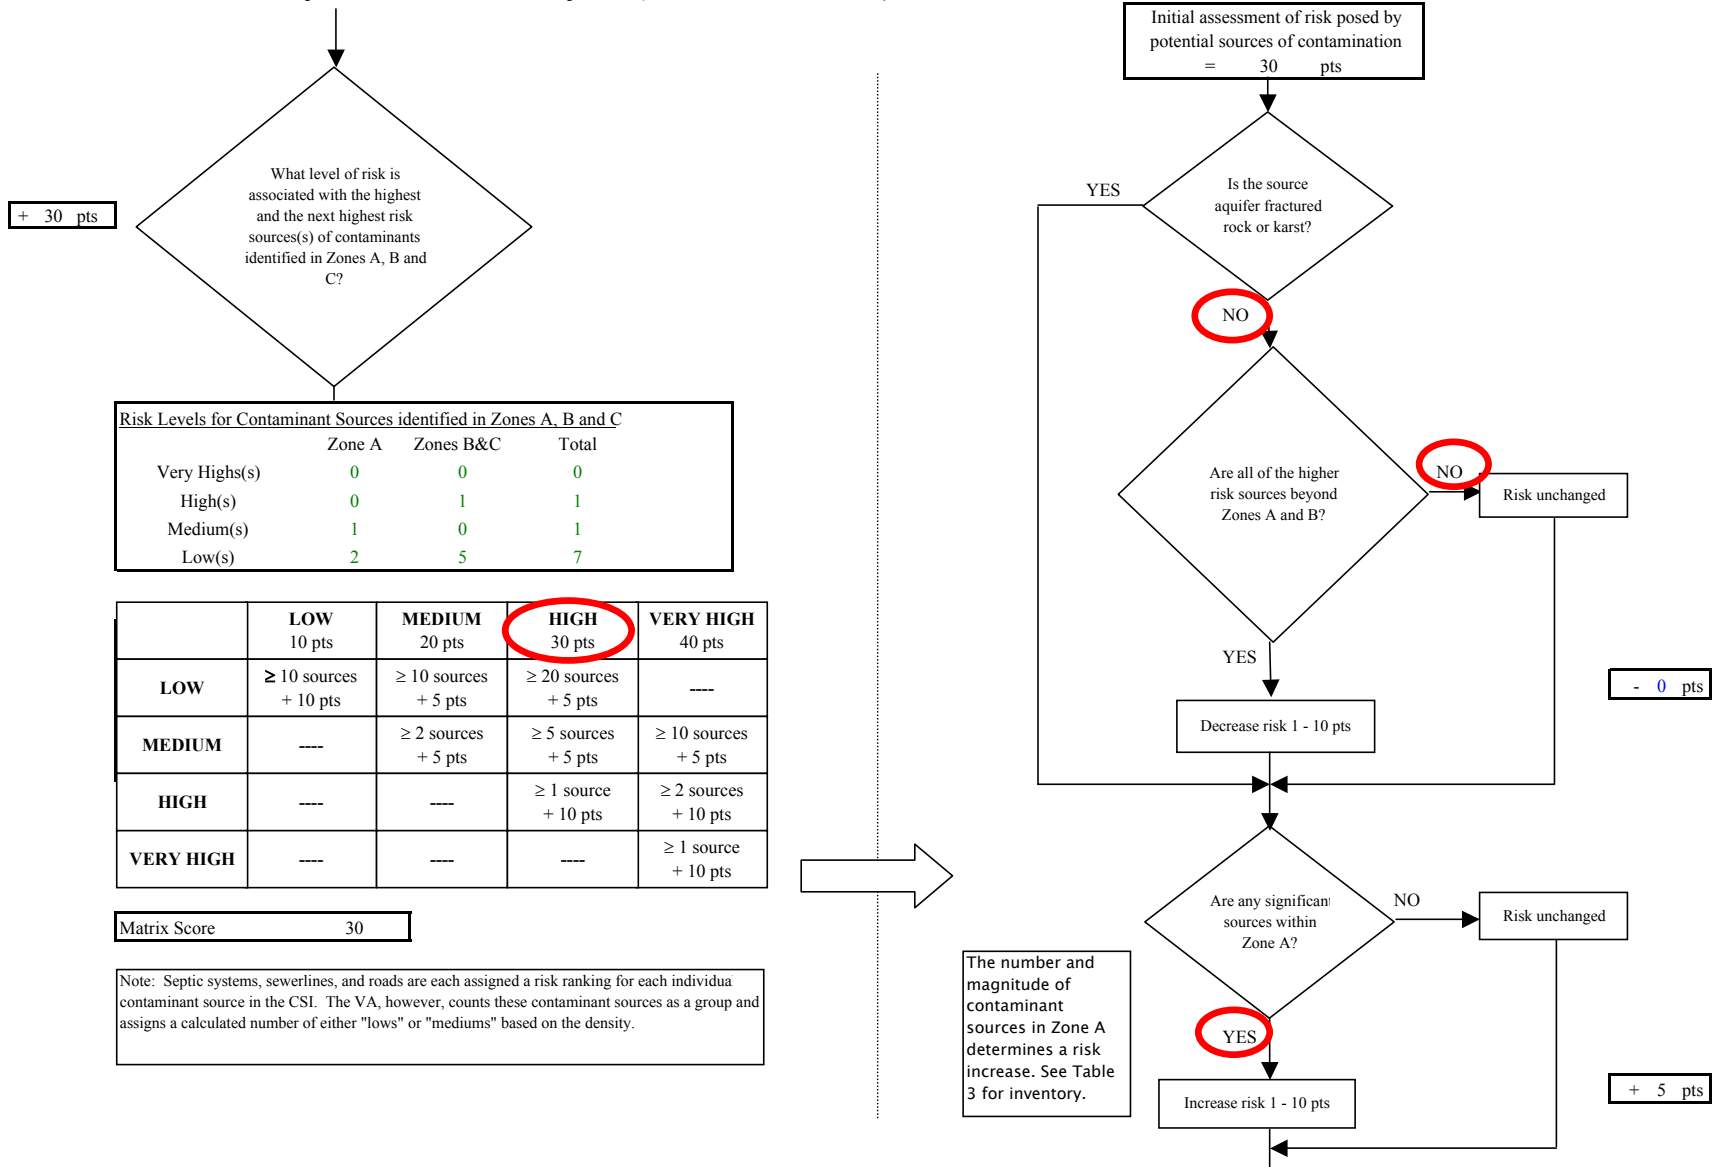 + 30 pts
What level of risk is
associated with the highest
and the next highest risk
sources(s) of contaminants
identified in Zones A, B and
C?
Risk Levels for Contaminant Sources identified in Zones A, B and C
Zone A Zones B&C Total
Very Highs(s) 0 0 0
High(s) 0 1 1
Medium(s) 1 0 1
Low(s) 2 5 7
LOW MEDIUM HIGH VERY HIGH
10 pts 20 pts 30 pts 40 pts
LOW ≥ 10 sources + 10 pts ≥ 10 sources + 5 pts ≥ 20 sources + 5 pts ----
MEDIUM ---- ≥ 2 sources + 5 pts ≥ 5 sources + 5 pts ≥ 10 sources + 5 pts
HIGH ---- ---- ≥ 1 source + 10 pts ≥ 2 sources + 10 pts
VERY HIGH ---- ---- ---- ≥ 1 source + 10 pts
Matrix Score 30
Note: Septic systems, sewerlines, and roads are each assigned a risk ranking for each individua
contaminant source in the CSI. The VA, however, counts these contaminant sources as a group and
assigns a calculated number of either "lows" or "mediums" based on the density.
Initial assessment of risk posed by
potential sources of contamination
= 30 pts
Is the source
aquifer fractured
rock or karst?
YES
NO
Are all of the higher
risk sources beyond
Zones A and B?
NO
Risk unchanged
YES
Decrease risk 1 - 10 pts
- 0 pts
Are any significant
sources within
Zone A?
NO
Risk unchanged
The number and
magnitude of
contaminant
sources in Zone A
determines a risk
increase. See Table
3 for inventory.
YES
Increase risk 1 - 10 pts
+ 5 pts